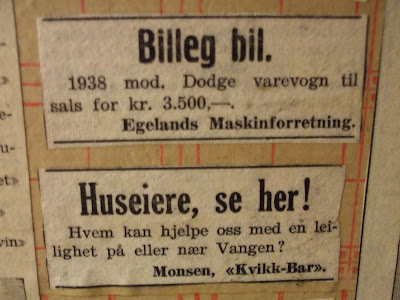 Billeg bil.
1938 mod. Dodge varevogn til
sals for kr. 3.500,—.
Egelands Maskinforretning.
Huseiere, se her!
Hvem kan hjelpe oss med en lei-
lighet på eller nær Vangen?
Monsen, «Kvikk-Bar».